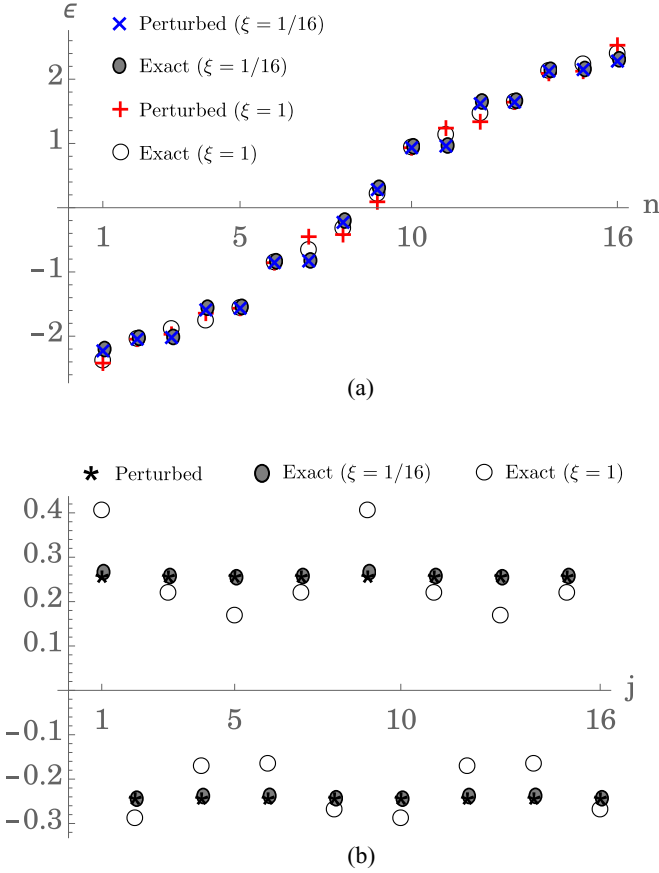 ϵ
Perturbed (ξ = 1/16)
Exact (ξ = 1/16)
Perturbed (ξ = 1)
Exact (ξ = 1)
2
1
n
1 5 10 16
−1
−2
(a)
Perturbed Exact (ξ = 1/16) Exact (ξ = 1)
0.4
0.3
0.2
0.1
j
1 5 10 16
−0.1
−0.2
−0.3
(b)